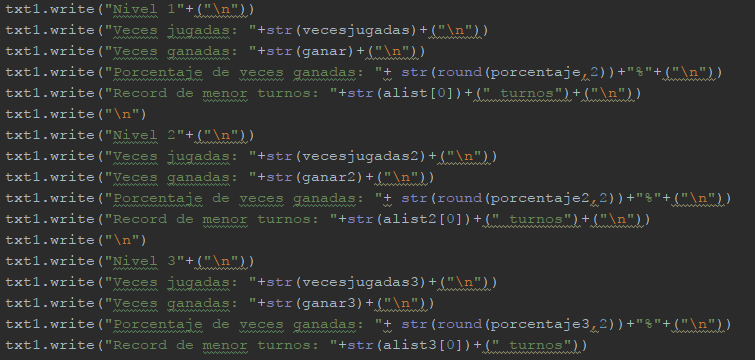 txt1.write("Nivel 1"+("\n"))
txt1.write("Veces jugadas: "+str(vecesjugadas)+("\n"))
txt1.write("Veces ganadas: "+str(ganar)+("\n"))
txt1.write("Porcentaje de veces ganadas: "+ str(round(porcentaje,2))+"%"+("\n"))
txt1.write("Record de menor turnos: "+str(alist[0])+(" turnos")+("\n"))
txt1.write("\n")
txt1.write("Nivel 2"+("\n"))
txt1.write("Veces jugadas: "+str(vecesjugadas2)+("\n"))
txt1.write("Veces ganadas: "+str(ganar2)+("\n"))
txt1.write("Porcentaje de veces ganadas: "+ str(round(porcentaje2,2))+"%"+("\n"))
txt1.write("Record de menor turnos: "+str(alist2[0])+(" turnos")+("\n"))
txt1.write("\n")
txt1.write("Nivel 3"+("\n"))
txt1.write("Veces jugadas: "+str(vecesjugadas3)+("\n"))
txt1.write("Veces ganadas: "+str(ganar3)+("\n"))
txt1.write("Porcentaje de veces ganadas: "+ str(round(porcentaje3,2))+"%"+("\n"))
txt1.write("Record de menor turnos: "+str(alist3[0])+(" turnos"))